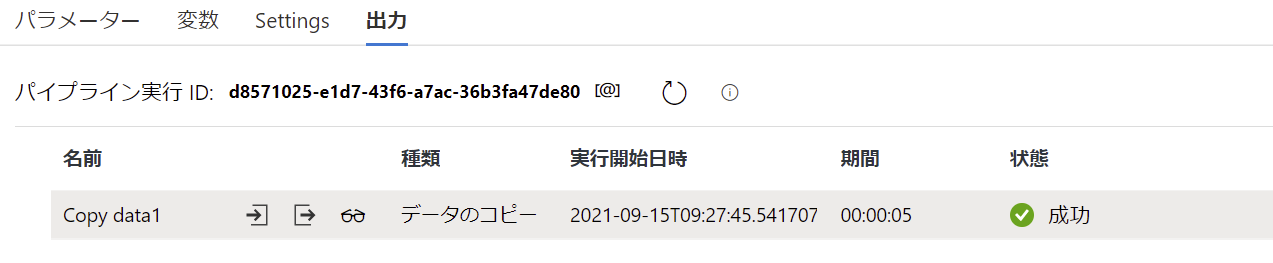 パラメーター 変数 Settings 出力
パイプライン実行 ID: d8571025-e1d7-43f6-a7ac-36b3fa47de80 [@]
名前 種類 実行開始日時 期間 状態
Copy data1 データのコピー 2021-09-15T09:27:45.541707 00:00:05 成功